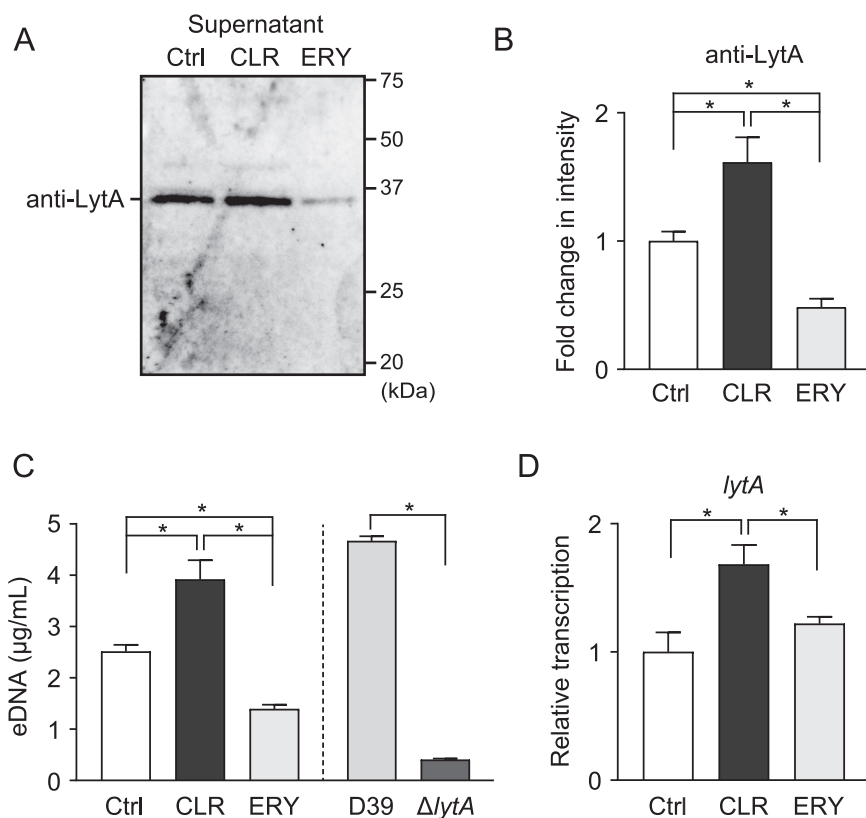 A
Supernatant
Ctrl CLR ERY
75
50
37
25
20
(kDa)
anti-LytA
B
anti-LytA
Fold change in intensity
2
1
0
* * *
Ctrl CLR ERY
C
eDNA (µg/mL)
5
4
3
2
1
0
* * * *
Ctrl CLR ERY D39 ΔlytA
D
lytA
Relative transcription
2
1
0
* *
Ctrl CLR ERY